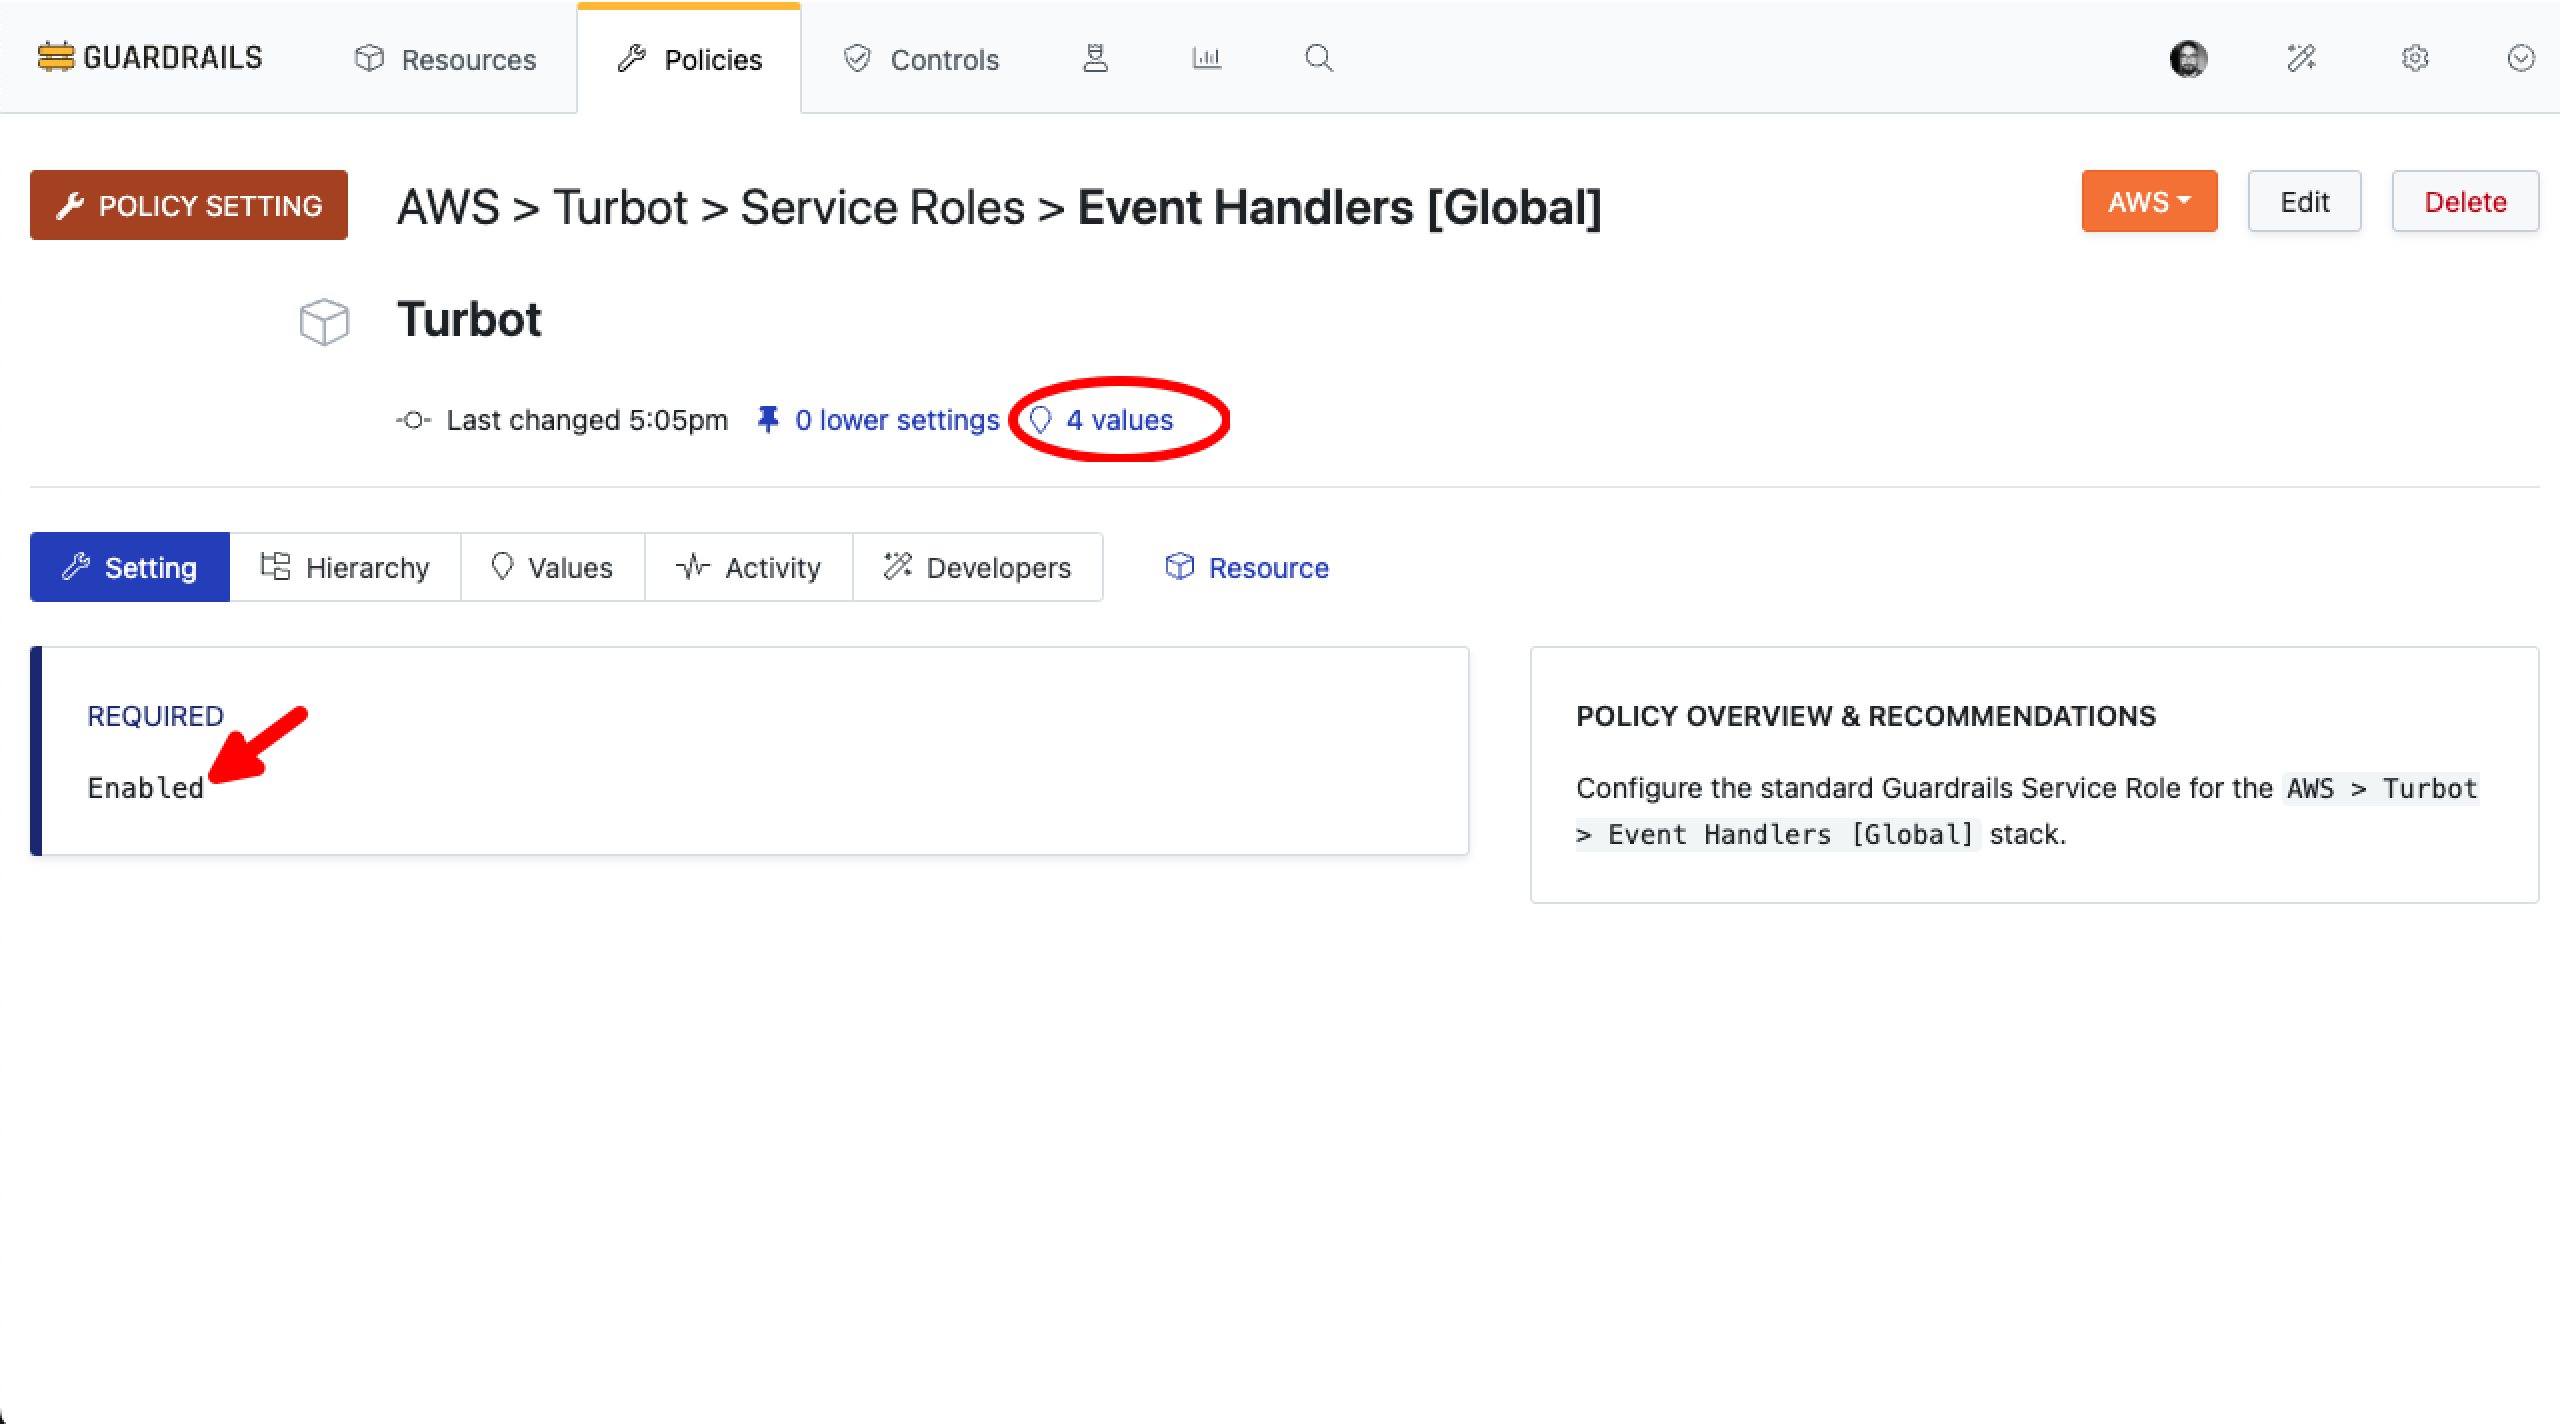 GUARDRAILS Resources Policies Controls
POLICY SETTING AWS > Turbot > Service Roles > Event Handlers [Global] AWS Edit Delete
Turbot
Last changed 5:05pm 0 lower settings 4 values
Setting Hierarchy Values Activity Developers Resource
REQUIRED
Enabled
POLICY OVERVIEW & RECOMMENDATIONS
Configure the standard Guardrails Service Role for the AWS > Turbot
> Event Handlers [Global] stack.